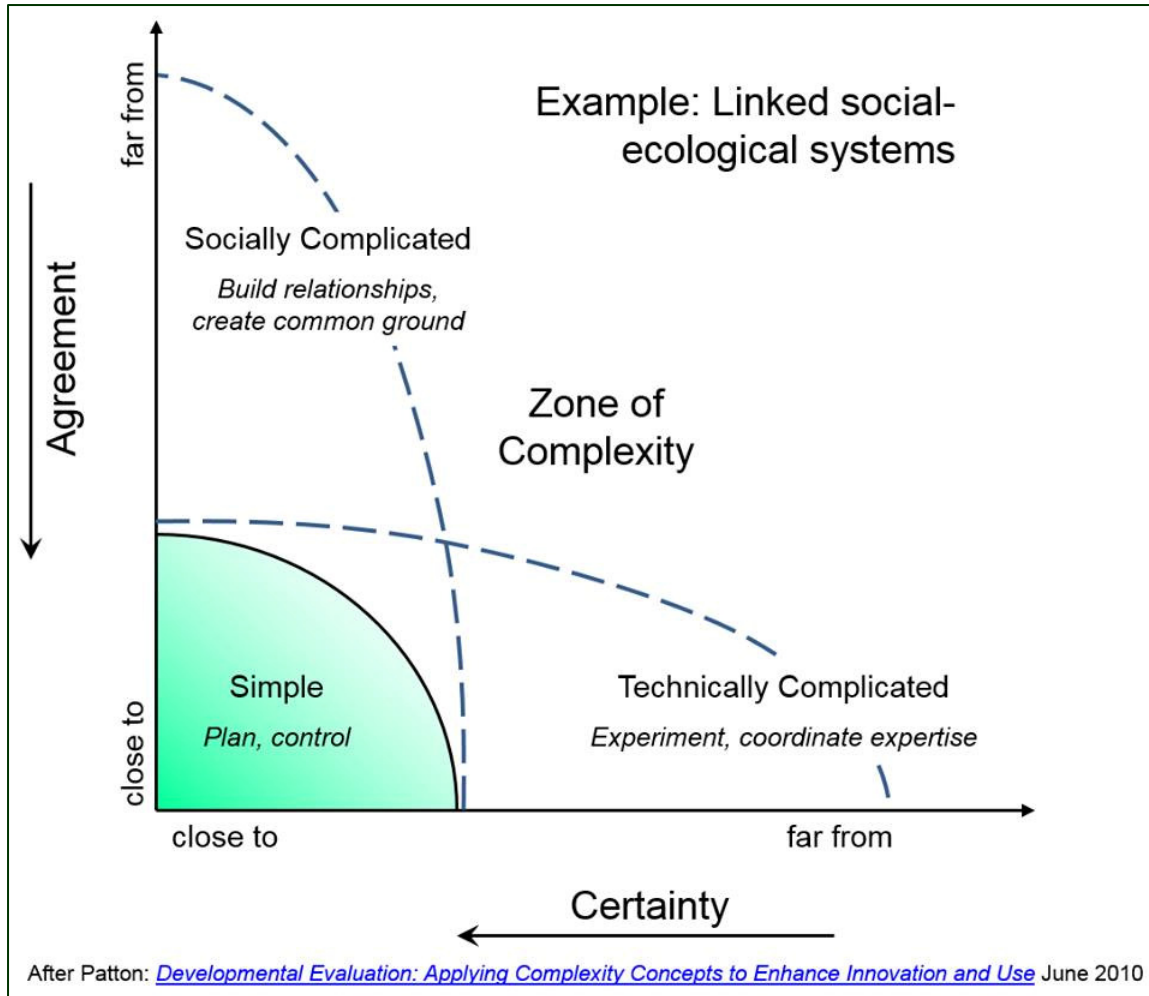 far from
Example: Linked social-
ecological systems
Socially Complicated
Build relationships,
create common ground
Agreement
Zone of
Complexity
Simple
Plan, control
Technically Complicated
Experiment, coordinate expertise
close to
close to
far from
Certainty
After Patton: Developmental Evaluation: Applying Complexity Concepts to Enhance Innovation and Use June 2010